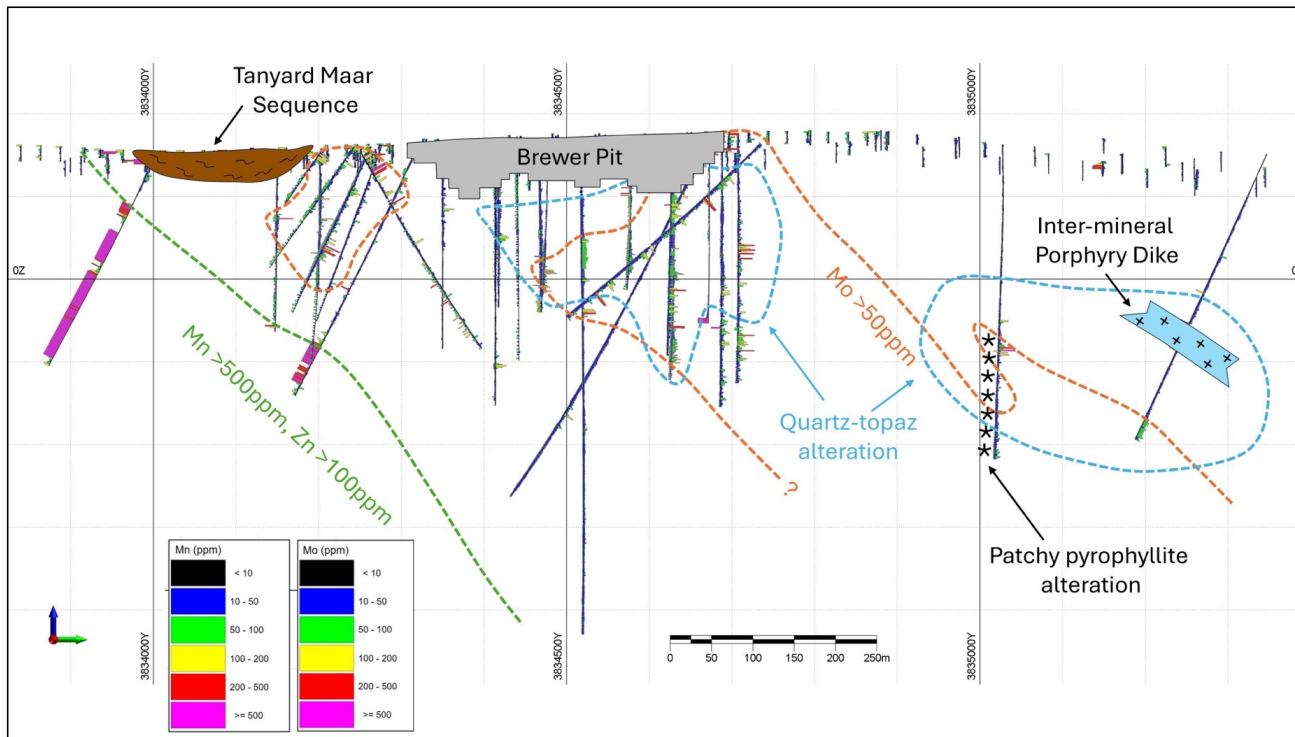 3834000Y
3834500Y
3835000Y
Tanyard Maar
Sequence
Brewer Pit
Inter-mineral
Porphyry Dike
0Z
0
Mo >50ppm
Mn >500ppm, Zn >100ppm
Quartz-topaz
alteration
?
Patchy pyrophyllite
alteration
Mn (ppm)
< 10
10 - 50
50 - 100
100 - 200
200 - 500
>= 500
Mo (ppm)
< 10
10 - 50
50 - 100
100 - 200
200 - 500
>= 500
0 50 100 150 200 250m
3834000Y
3834500Y
3835000Y